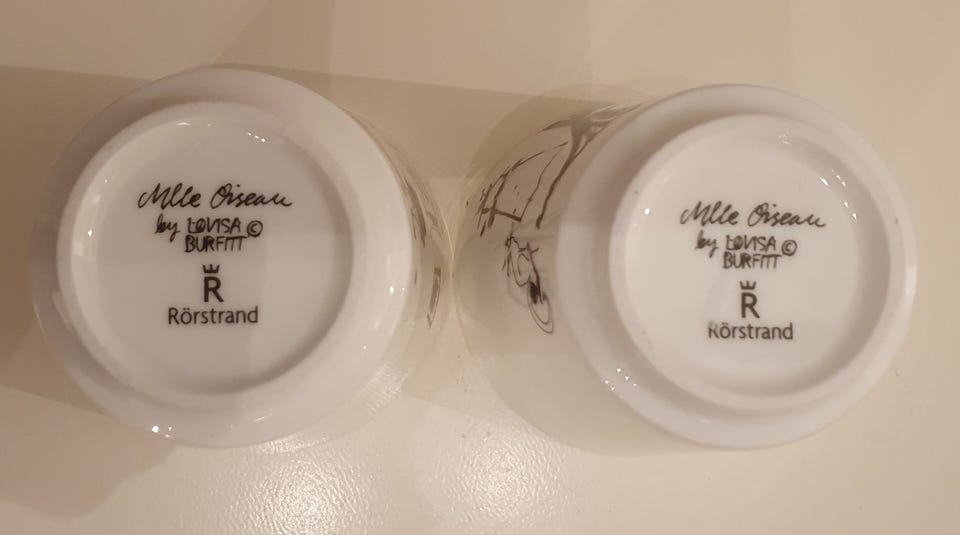 Mlle Oiseau
by LOVISA ©
BURFITT
R
Rörstrand
Mlle Oiseau
by LOVISA ©
BURFITT
R
Rörstrand